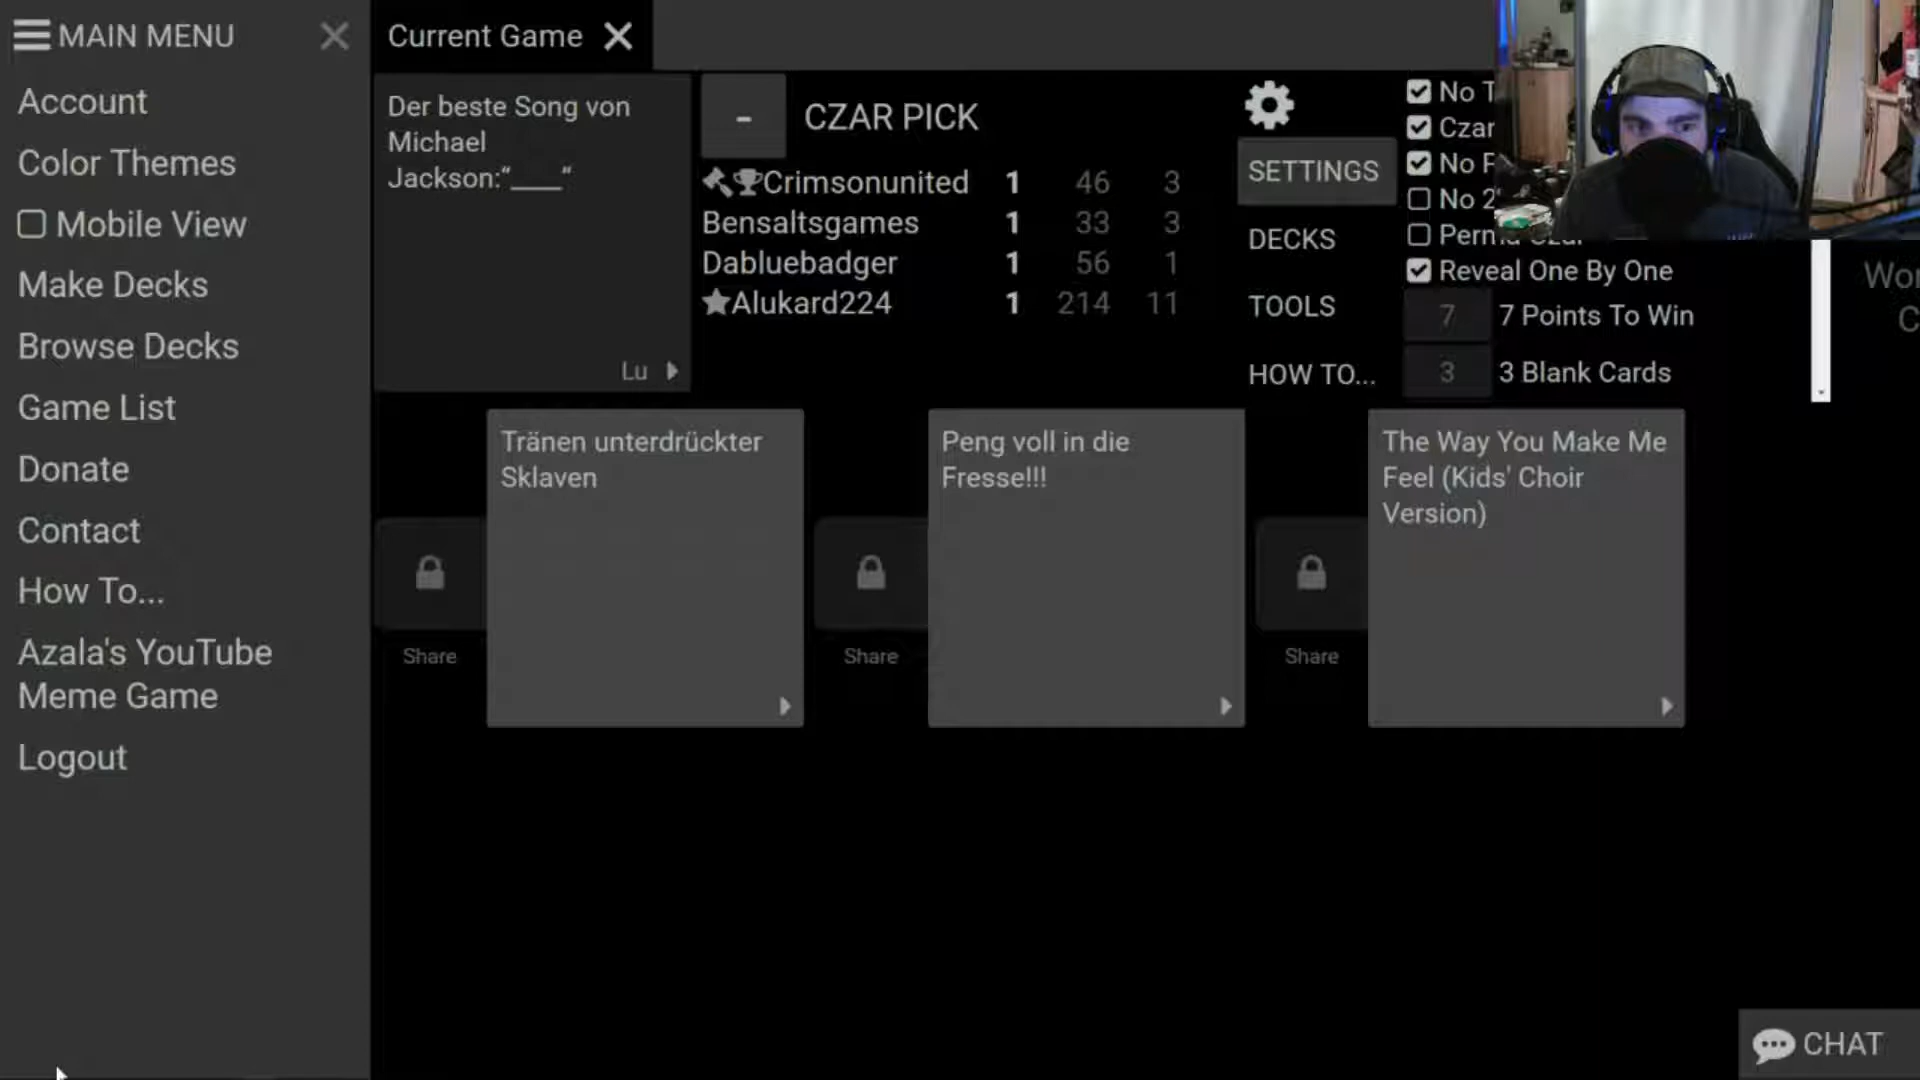 MAIN MENU
Account
Color Themes
Mobile View
Make Decks
Browse Decks
Game List
Donate
Contact
How To...
Azala's YouTube
Meme Game
Logout
Current Game
Der beste Song von
Michael
Jackson:“____“
Lu
-
CZAR PICK
Crimsonunited 1 46 3
Bensaltsgames 1 33 3
Dabluebadger 1 56 1
Alukard224 1 214 11
SETTINGS
DECKS
TOOLS
HOW TO...
No
Czar
No
No 2
Reveal One By One
7 7 Points To Win
3 3 Blank Cards
Tränen unterdrückter
Sklaven
Share
Peng voll in die
Fresse!!!
Share
The Way You Make Me
Feel (Kids' Choir
Version)
Share
CHAT